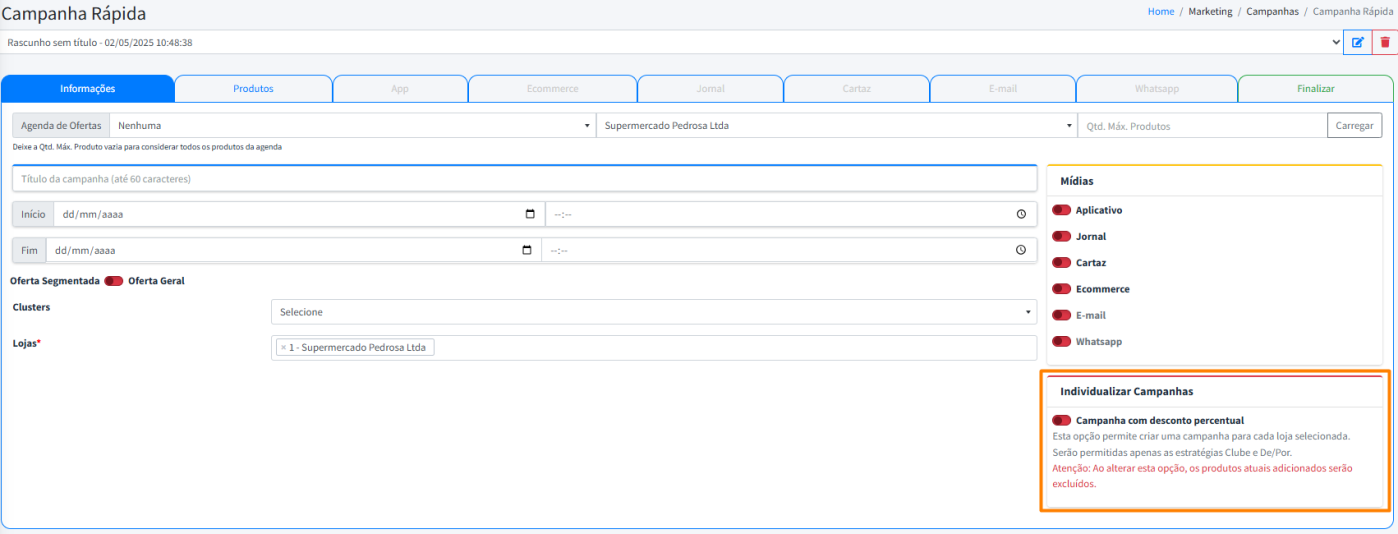 Campanha Rápida
Home / Marketing / Campanhas / Campanha Rápida
Rascunho sem título - 02/05/2025 10:48:38
Informações
Produtos
App
Ecommerce
Jornal
Cartaz
E-mail
Whatsapp
Finalizar
Agenda de Ofertas
Nenhuma
Supermercado Pedrosa Ltda
Qtd. Máx. Produtos
Carregar
Deixe a Qtd. Máx. Produto vazia para considerar todos os produtos da agenda
Título da campanha (até 60 caracteres)
Início
dd/mm/aaaa
--:--
Fim
dd/mm/aaaa
--:--
Oferta Segmentada
Oferta Geral
Clusters
Selecione
Lojas*
× 1 - Supermercado Pedrosa Ltda
Mídias
Aplicativo
Jornal
Cartaz
Ecommerce
E-mail
Whatsapp
Individualizar Campanhas
Campanha com desconto percentual
Esta opção permite criar uma campanha para cada loja selecionada.
Serão permitidas apenas as estratégias Clube e De/Por.
Atenção: Ao alterar esta opção, os produtos atuais adicionados serão
excluídos.